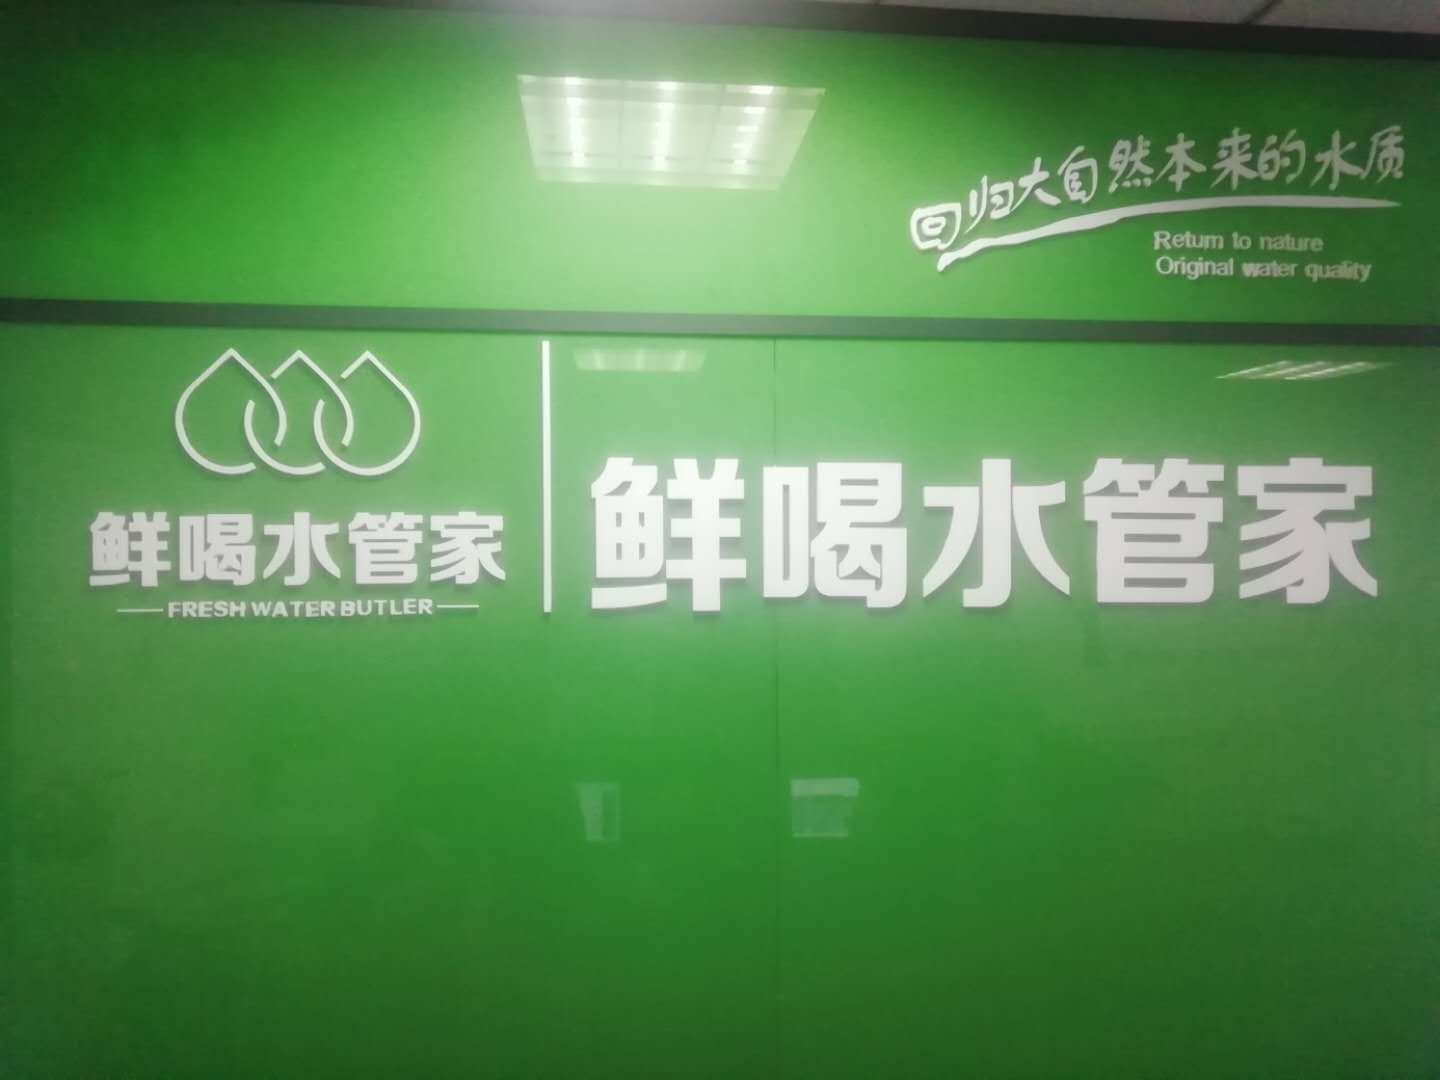 回归大自然本来的水质
Return to nature
Original water quality
鲜喝水管家
FRESH WATER BUTLER
鲜喝水管家